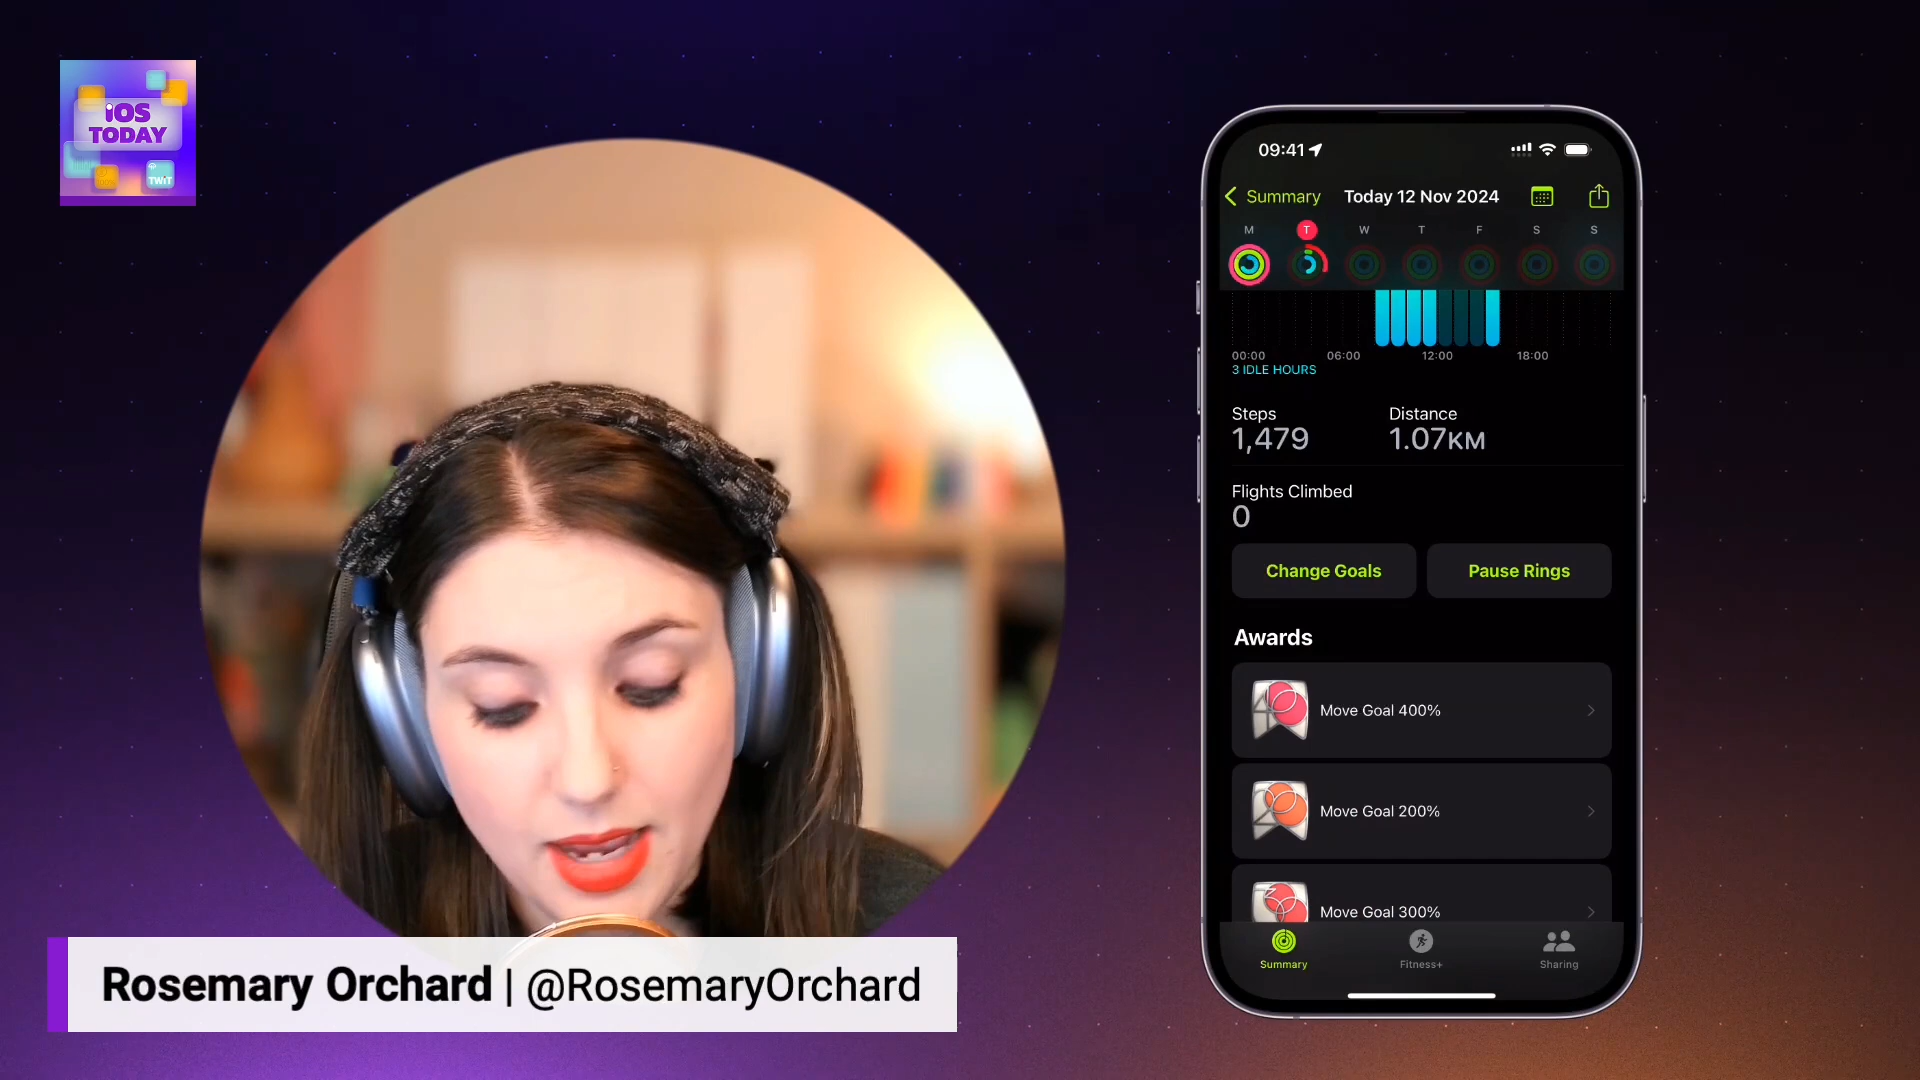 iOS
TODAY
TWiT
09:41
Summary
Today 12 Nov 2024
M T W T F S S
00:00 06:00 12:00 18:00
3 IDLE HOURS
Steps Distance
1,479 1.07KM
Flights Climbed
0
Change Goals Pause Rings
Awards
Move Goal 400%
Move Goal 200%
Move Goal 300%
Summary Fitness+ Sharing
Rosemary Orchard | @RosemaryOrchard